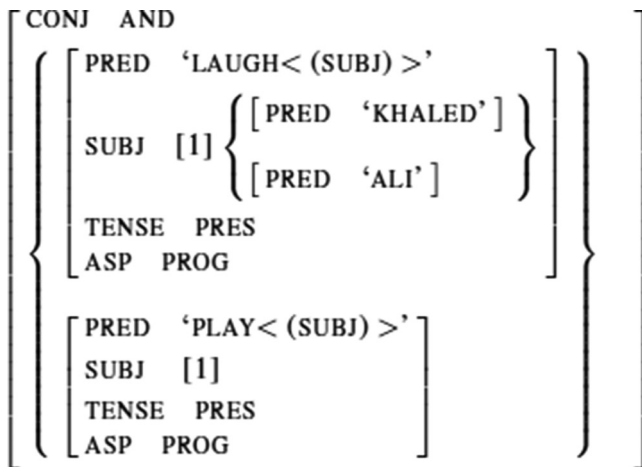 CONJ AND
PRED ‘LAUGH< (SUBJ) >’
[ PRED ‘KHALED’ ]
SUBJ [1]
[ PRED ‘ALI’ ]
TENSE PRES
ASP PROG
PRED ‘PLAY< (SUBJ) >’
SUBJ [1]
TENSE PRES
ASP PROG